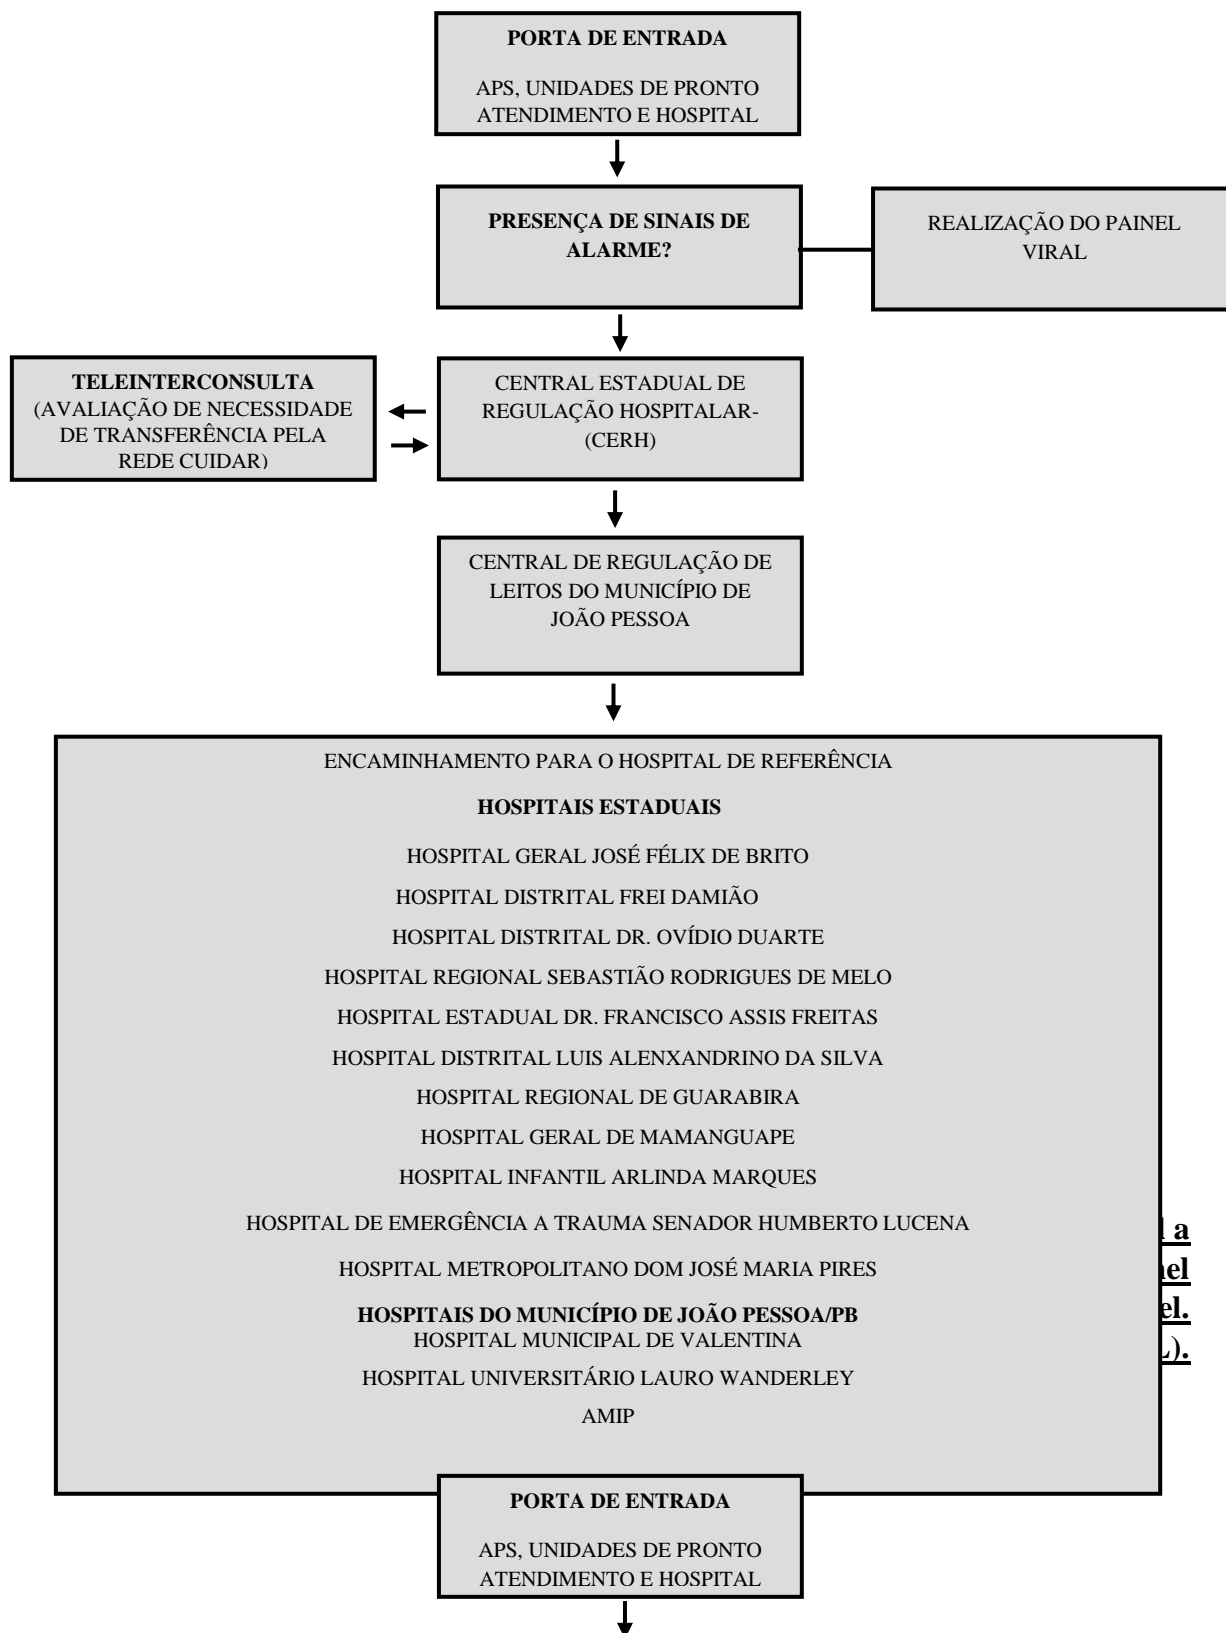 PORTA DE ENTRADA
APS, UNIDADES DE PRONTO
ATENDIMENTO E HOSPITAL
PRESENÇA DE SINAIS DE
ALARME?
REALIZAÇÃO DO PAINEL
VIRAL
TELEINTERCONSULTA
(AVALIAÇÃO DE NECESSIDADE
DE TRANSFERÊNCIA PELA
REDE CUIDAR)
CENTRAL ESTADUAL DE
REGULAÇÃO HOSPITALAR-
(CERH)
CENTRAL DE REGULAÇÃO DE
LEITOS DO MUNICÍPIO DE
JOÃO PESSOA
ENCAMINHAMENTO PARA O HOSPITAL DE REFERÊNCIA
HOSPITAIS ESTADUAIS
HOSPITAL GERAL JOSÉ FÉLIX DE BRITO
HOSPITAL DISTRITAL FREI DAMIÃO
HOSPITAL DISTRITAL DR. OVÍDIO DUARTE
HOSPITAL REGIONAL SEBASTIÃO RODRIGUES DE MELO
HOSPITAL ESTADUAL DR. FRANCISCO ASSIS FREITAS
HOSPITAL DISTRITAL LUIS ALENXANDRINO DA SILVA
HOSPITAL REGIONAL DE GUARABIRA
HOSPITAL GERAL DE MAMANGUAPE
HOSPITAL INFANTIL ARLINDA MARQUES
HOSPITAL DE EMERGÊNCIA A TRAUMA SENADOR HUMBERTO LUCENA
HOSPITAL METROPOLITANO DOM JOSÉ MARIA PIRES
HOSPITAIS DO MUNICÍPIO DE JOÃO PESSOA/PB
HOSPITAL MUNICIPAL DE VALENTINA
HOSPITAL UNIVERSITÁRIO LAURO WANDERLEY
AMIP
a
PORTA DE ENTRADA
APS, UNIDADES DE PRONTO
ATENDIMENTO E HOSPITAL